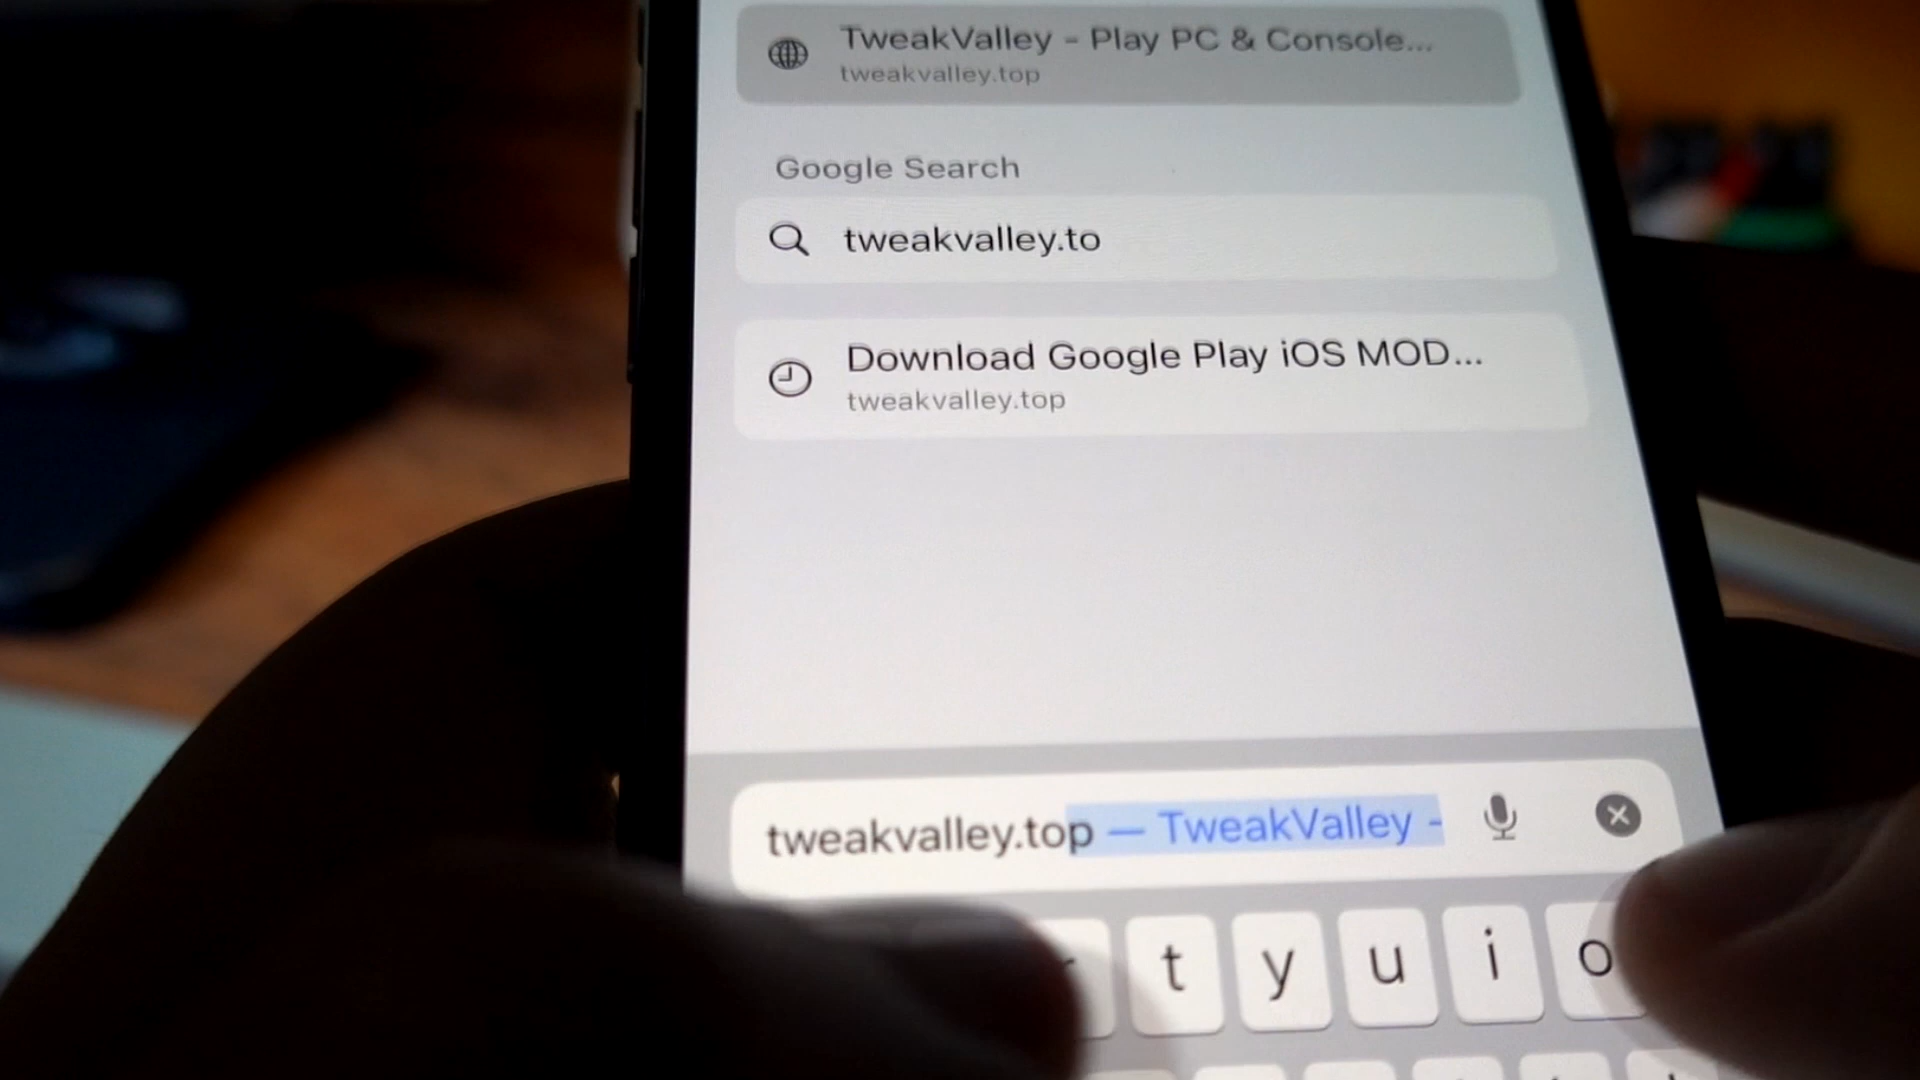 TweakValley - Play PC & Console...
tweakvalley.top
Google Search
tweakvalley.to
Download Google Play iOS MOD...
tweakvalley.top
tweakvalley.top — TweakValley -
t y u i o